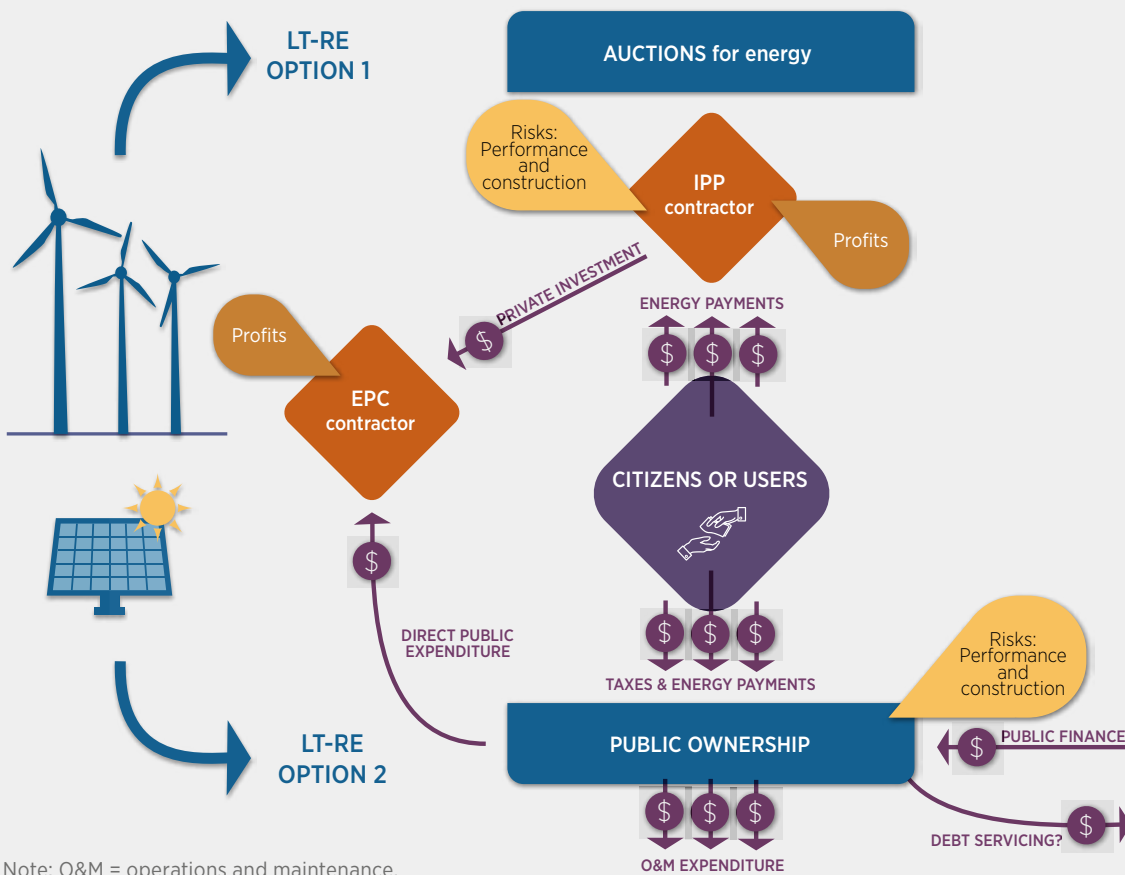 LT-RE
OPTION 1
AUCTIONS for energy
Risks:
Performance
and
construction
IPP
contractor
Profits
PRIVATE INVESTMENT
$
ENERGY PAYMENTS
$ $ $
Profits
EPC
contractor
CITIZENS OR USERS
$
DIRECT PUBLIC
EXPENDITURE
$ $ $
TAXES & ENERGY PAYMENTS
Risks:
Performance
and
construction
LT-RE
OPTION 2
PUBLIC OWNERSHIP
$ PUBLIC FINANCE
$ $ $
O&M EXPENDITURE
DEBT SERVICING? $
Note: O&M = operations and maintenance.